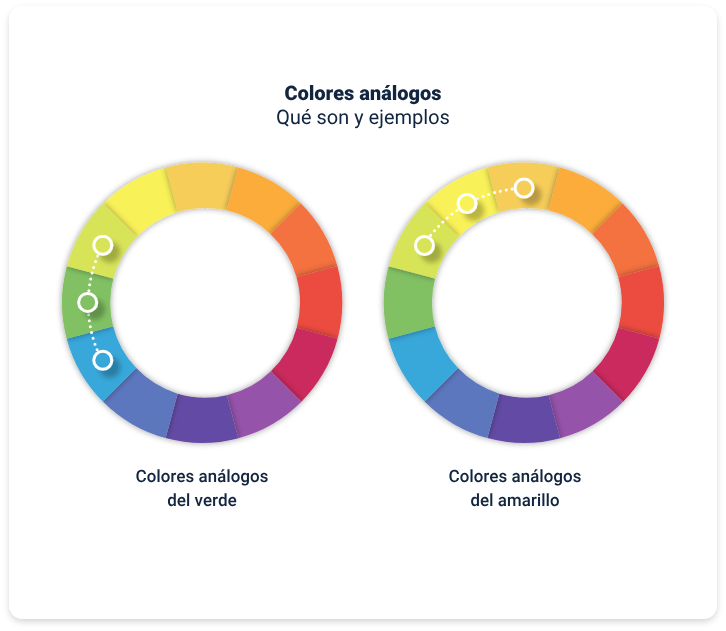 Colores análogos
Qué son y ejemplos
Colores análogos
del verde
Colores análogos
del amarillo